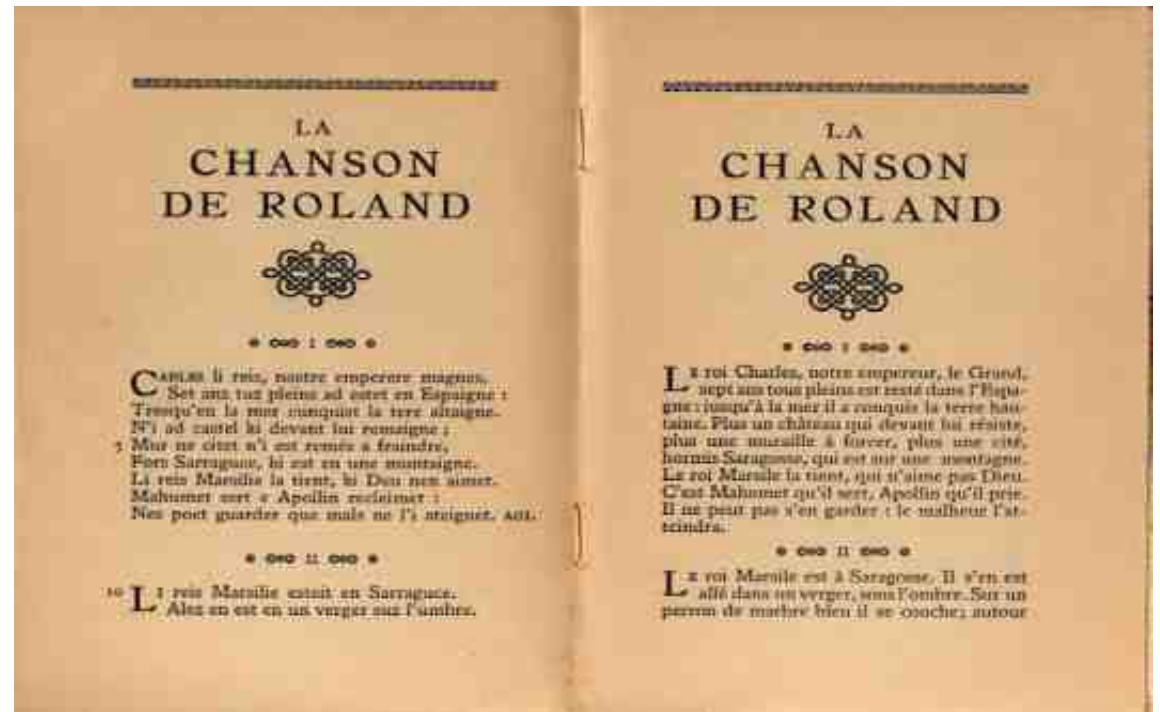 LA
CHANSON
DE ROLAND
I
CARLES li reis, nostre emperere magnes,
Set anz tuz pleins ad estet en Espaigne :
Tresqu'en la mer cunquist la tere altaigne.
N'i ad castel ki devant lui remaigne ;
5 Mur ne citet n'i est remés a fraindre,
Fors Sarraguce, ki est en une muntaigne.
Li reis Marsilie la tient, ki Deu nen aimet.
Mahumet sert e Apollin recleimet :
Nes poet guarder que mals ne l'i ateignet. AOI.
II
10 LI reis Marsilie esteit en Sarraguce.
Alez en est en un verger suz l'umbre.
LA
CHANSON
DE ROLAND
I
LE roi Charles, notre empereur, le Grand,
sept ans tous pleins est resté dans l'Espa-
gne : jusqu'à la mer il a conquis la terre hau-
taine. Plus un château qui devant lui résiste,
plus une muraille à forcer, plus une cité,
hormis Saragosse, qui est sur une montagne.
Le roi Marsile la tient, qui n'aime pas Dieu.
C'est Mahomet qu'il sert, Apollin qu'il prie.
Il ne peut pas s'en garder : le malheur l'at-
teindra.
II
LE roi Marsile est à Saragosse. Il s'en est
allé dans un verger, sous l'ombre. Sur un
perron de marbre bleu il se couche; autour